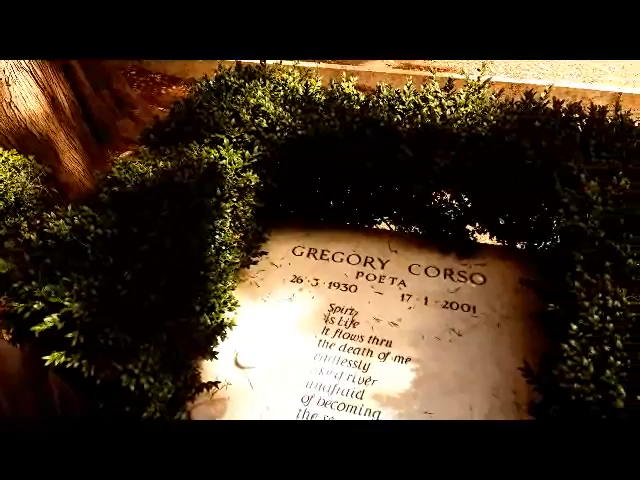 GREGORY CORSO
POETA
26·3·1930 — 17·1·2001
Spirit
is Life
It flows thru
the death of me
endlessly
river
unafraid
of becoming
the